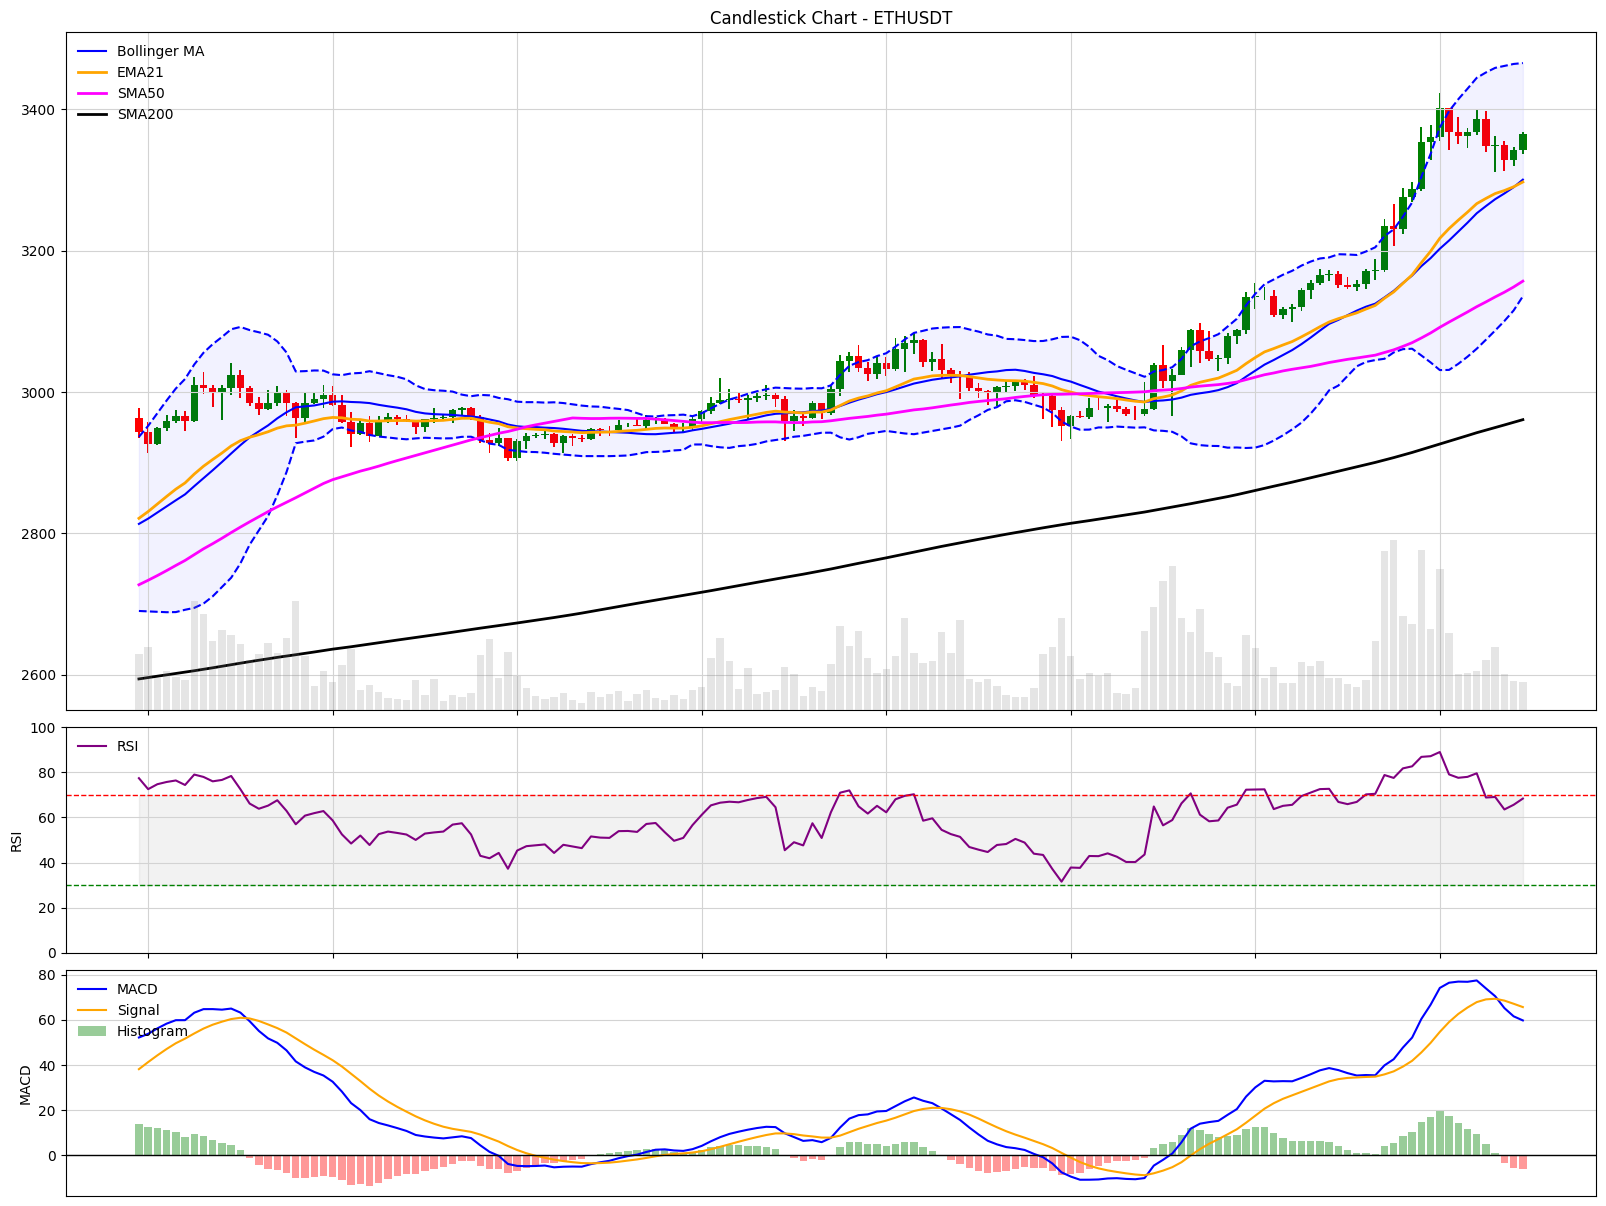 Candlestick Chart - ETHUSDT
Bollinger MA
EMA21
SMA50
SMA200
3400
3200
3000
2800
2600
100
80
60
40
20
0
RSI
RSI
80
60
40
20
0
MACD
MACD
Signal
Histogram